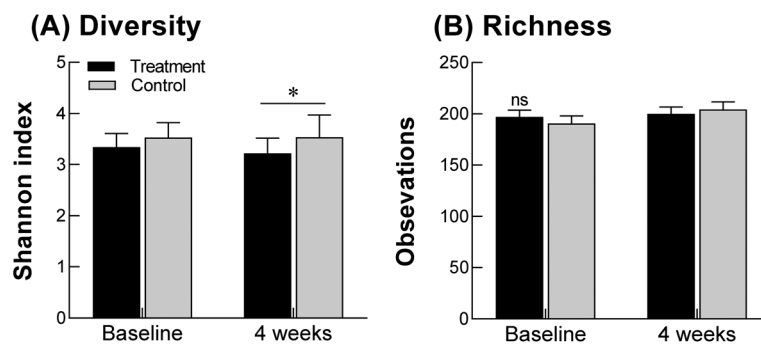 (A) Diversity
5
4
3
2
1
0
Shannon index
Treatment
Control
*
Baseline
4 weeks
(B) Richness
250
200
150
100
50
0
Obsevations
ns
Baseline
4 weeks